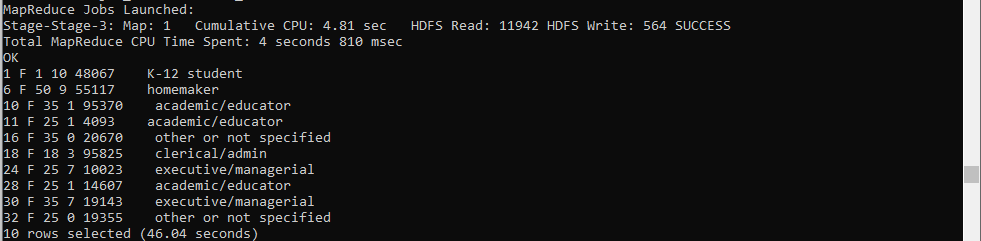 MapReduce Jobs Launched:
Stage-Stage-3: Map: 1   Cumulative CPU: 4.81 sec   HDFS Read: 11942 HDFS Write: 564 SUCCESS
Total MapReduce CPU Time Spent: 4 seconds 810 msec
OK
1 F 1 10 48067    K-12 student
6 F 50 9 55117    homemaker
10 F 35 1 95370    academic/educator
11 F 25 1 4093    academic/educator
16 F 35 0 20670    other or not specified
18 F 18 3 95825    clerical/admin
24 F 25 7 10023    executive/managerial
28 F 25 1 14607    academic/educator
30 F 35 7 19143    executive/managerial
32 F 25 0 19355    other or not specified
10 rows selected (46.04 seconds)